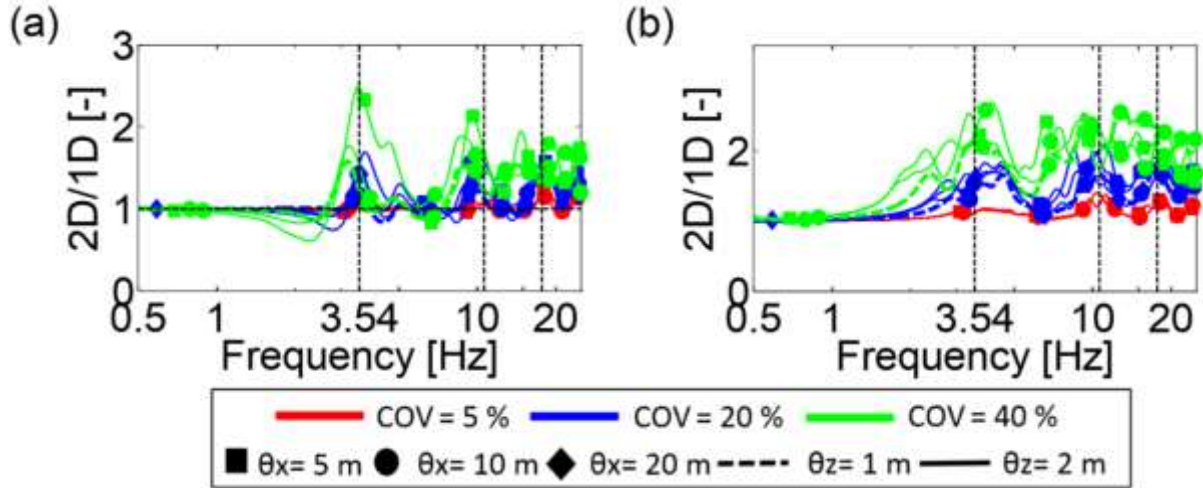 (a)
(b)
3
2
1
0
2D/1D [-]
0.5 1 3.54 10 20
Frequency [Hz]
2
0
2D/1D [-]
0.5 1 3.54 10 20
Frequency [Hz]
COV = 5 % COV = 20 % COV = 40 %
θx= 5 m θx= 10 m θx= 20 m θz= 1 m θz= 2 m